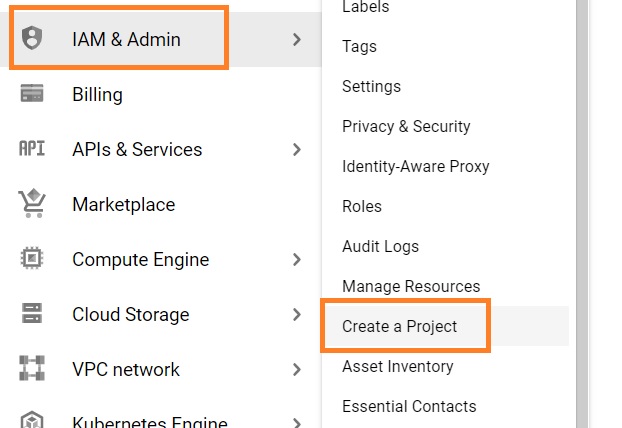 IAM & Admin
Billing
API
APIs & Services
Marketplace
Compute Engine
Cloud Storage
VPC network
Kubernetes Engine
Labels
Tags
Settings
Privacy & Security
Identity-Aware Proxy
Roles
Audit Logs
Manage Resources
Create a Project
Asset Inventory
Essential Contacts